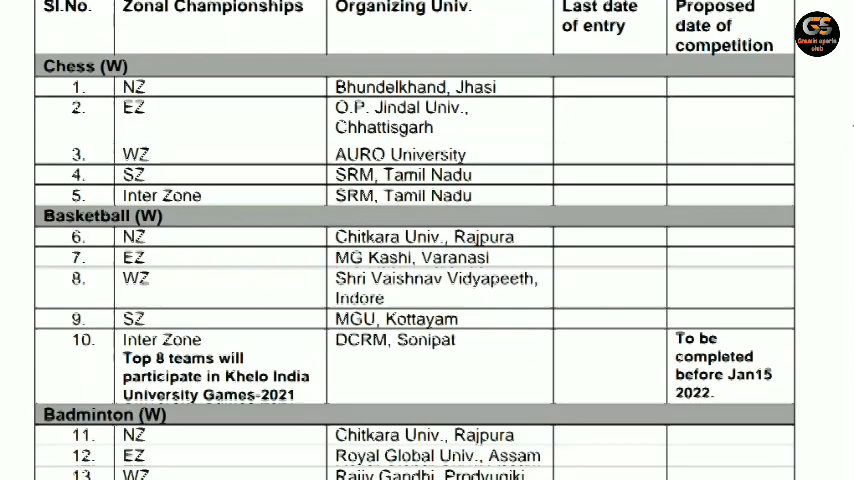 Sl.No. Zonal Championships Organizing Univ. Last date of entry Proposed date of competition
Chess (W)
1. NZ Bhundelkhand, Jhasi
2. EZ O.P. Jindal Univ., Chhattisgarh
3. WZ AURO University
4. SZ SRM, Tamil Nadu
5. Inter Zone SRM, Tamil Nadu
Basketball (W)
6. NZ Chitkara Univ., Rajpura
7. EZ MG Kashi, Varanasi
8. WZ Shri Vaishnav Vidyapeeth, Indore
9. SZ MGU, Kottayam
10. Inter Zone DCRM, Sonipat To be
Top 8 teams will completed
participate in Khelo India before Jan15
University Games-2021 2022.
Badminton (W)
11. NZ Chitkara Univ., Rajpura
12. EZ Royal Global Univ., Assam
13. WZ Rajiv Gandhi, Prodyugiki
GS
Gramin sports
club